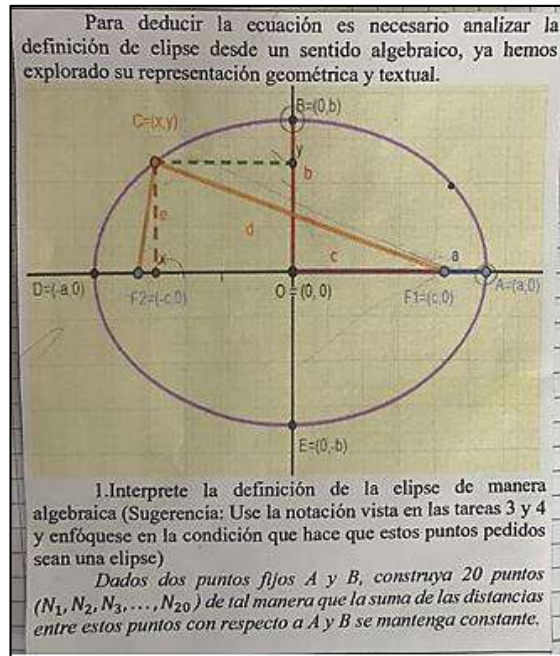 Para deducir la ecuación es necesario analizar la
definición de elipse desde un sentido algebraico, ya hemos
explorado su representación geométrica y textual.
B=(0,b)
C=(x,y)
y
b
e
d
c
a
x
D=(-a,0)
F2=(-c,0)
O = (0, 0)
F1=(c,0)
A=(a,0)
E=(0,-b)
1.Interprete la definición de la elipse de manera
algebraica (Sugerencia: Use la notación vista en las tareas 3 y 4
y enfóquese en la condición que hace que estos puntos pedidos
sean una elipse)
Dados dos puntos fijos A y B, construya 20 puntos
(N₁, N₂, N₃, …, N₂₀) de tal manera que la suma de las distancias
entre estos puntos con respecto a A y B se mantenga constante.